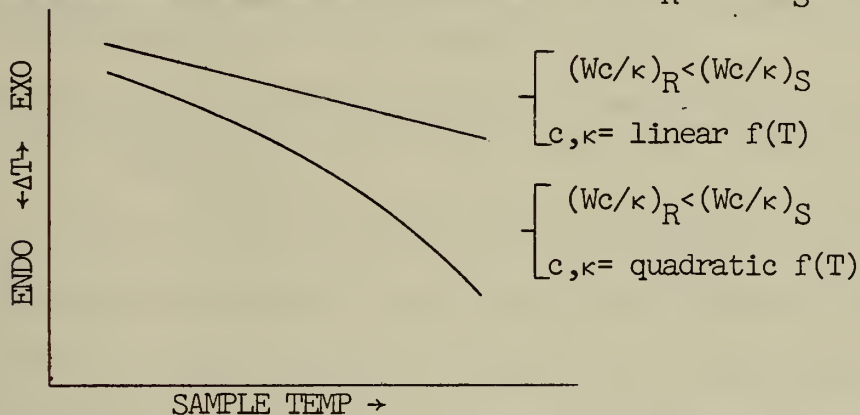 R S
(Wc/κ)R<(Wc/κ)S
c,κ= linear f(T)
(Wc/κ)R<(Wc/κ)S
c,κ= quadratic f(T)
ENDO ←ΔT→ EXO
SAMPLE TEMP →